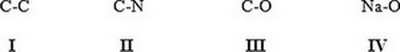 C-C C-N C-O Na-O
I II III IV